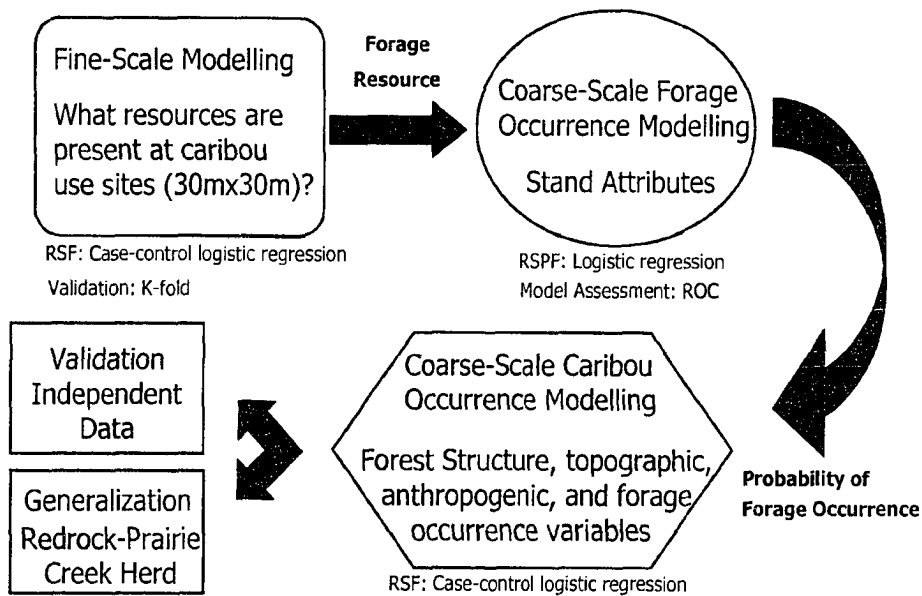 Fine-Scale Modelling
What resources are
present at caribou
use sites (30mx30m)?
RSF: Case-control logistic regression
Validation: K-fold
Forage
Resource
Coarse-Scale Forage
Occurrence Modelling
Stand Attributes
RSPF: Logistic regression
Model Assessment: ROC
Probability of
Forage Occurrence
Coarse-Scale Caribou
Occurrence Modelling
Forest Structure, topographic,
anthropogenic, and forage
occurrence variables
RSF: Case-control logistic regression
Validation
Independent
Data
Generalization
Redrock-Prairie
Creek Herd